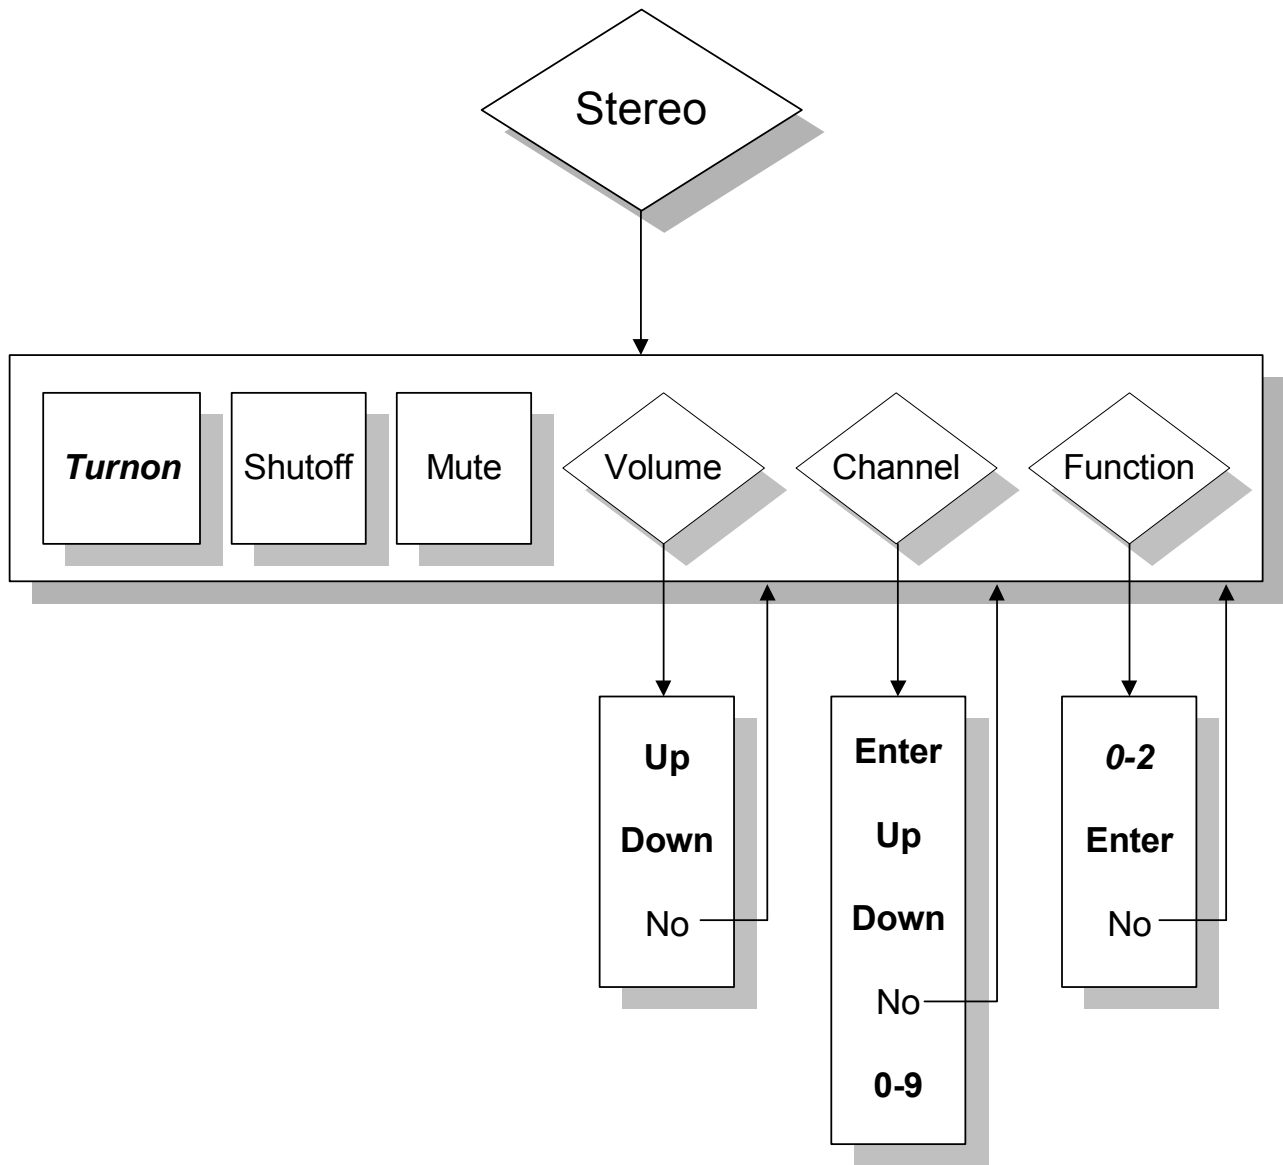 Stereo
Turnon
Shutoff
Mute
Volume
Channel
Function
Up
Down
No
Enter
Up
Down
No
0-9
0-2
Enter
No